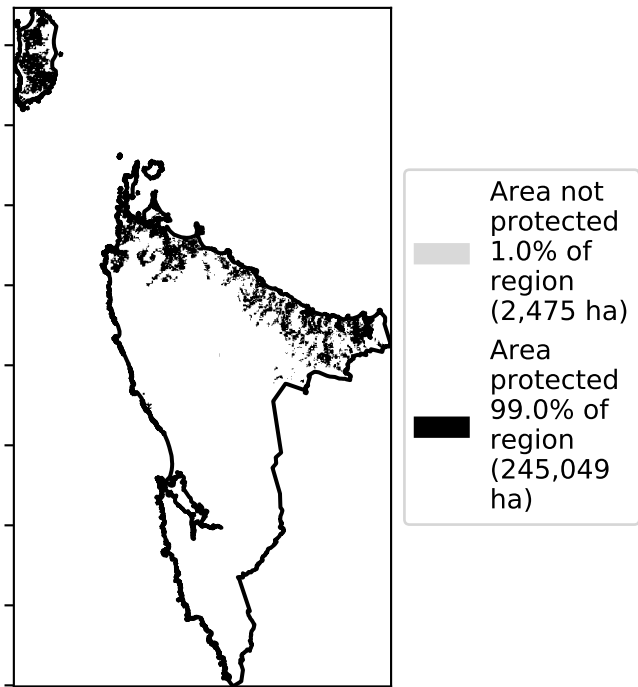 Area not
protected
1.0% of
region
(2,475 ha)
Area
protected
99.0% of
region
(245,049
ha)